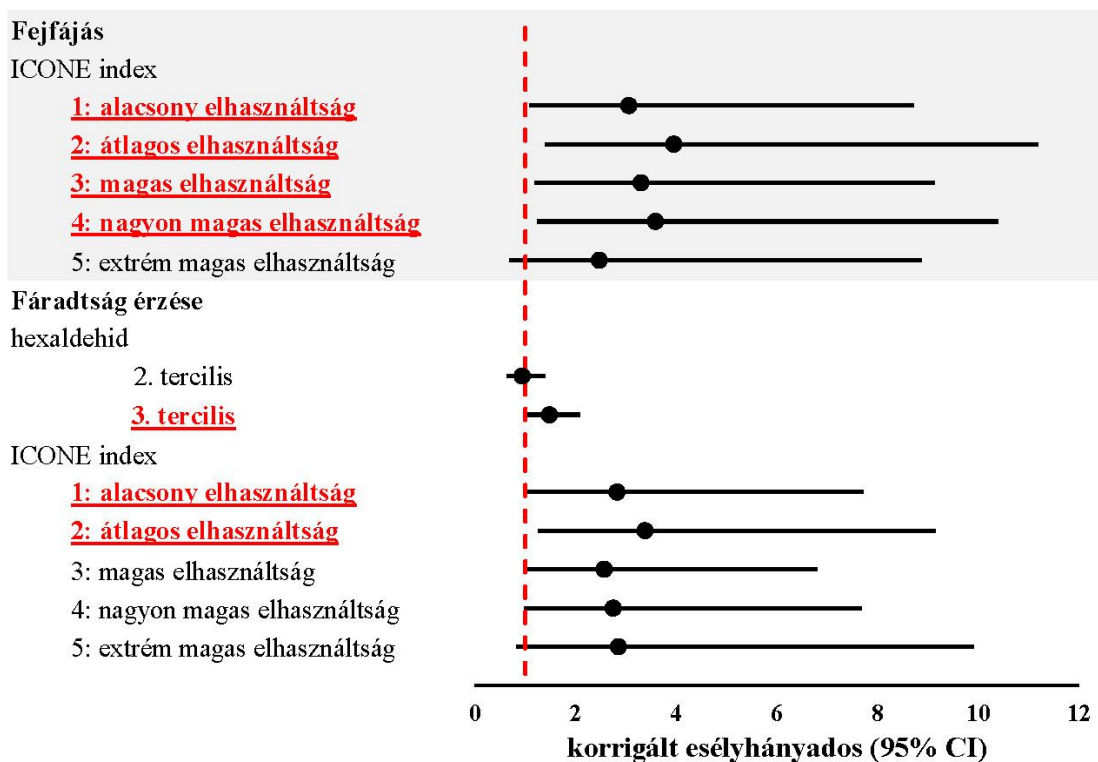 Fejfájás
ICONE index
1: alacsony elhasználtság
2: átlagos elhasználtság
3: magas elhasználtság
4: nagyon magas elhasználtság
5: extrém magas elhasználtság
Fáradtság érzése
hexaldehid
2. tercilis
3. tercilis
ICONE index
1: alacsony elhasználtság
2: átlagos elhasználtság
3: magas elhasználtság
4: nagyon magas elhasználtság
5: extrém magas elhasználtság
0 2 4 6 8 10 12
korrigált esélyhányados (95% CI)